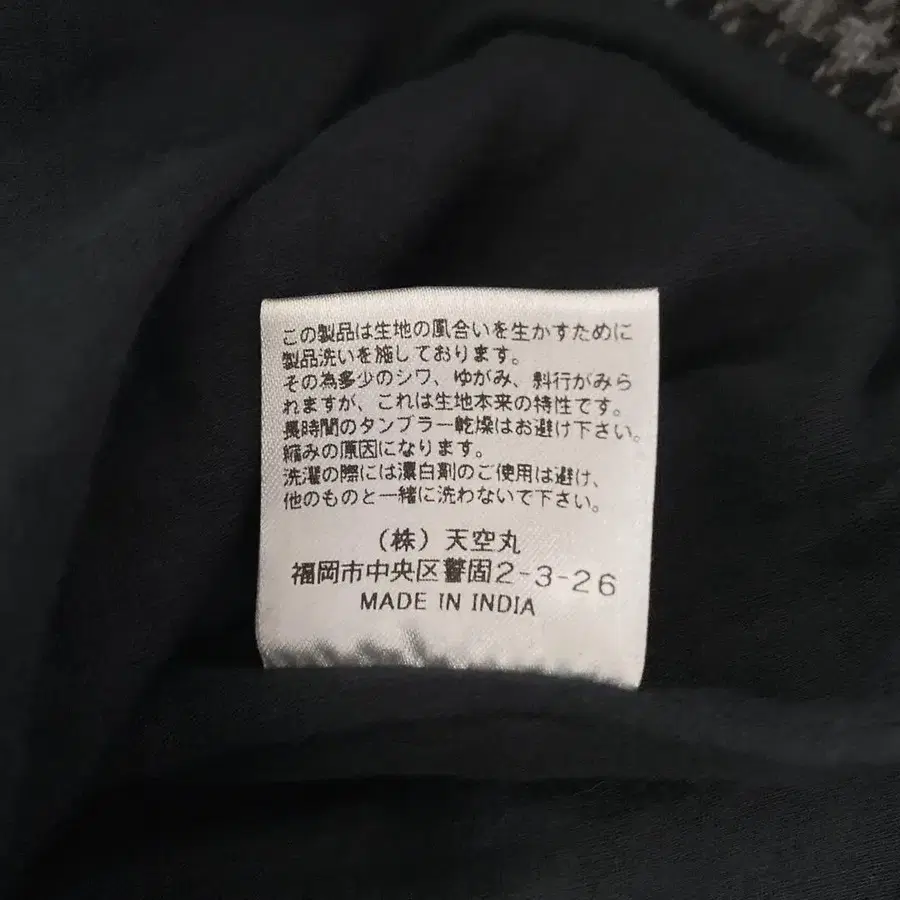 この製品は生地の風合いを生かすために
製品洗いを施しております。
その為多少のシワ、ゆがみ、斜行がみら
れますが、これは生地本来の特性です。
長時間のタンブラー乾燥はお避け下さい。
縮みの原因になります。
洗濯の際には漂白剤のご使用は避け、
他のものと一緒に洗わないで下さい。
(株) 天空丸
福岡市中央区警固2-3-26
MADE IN INDIA